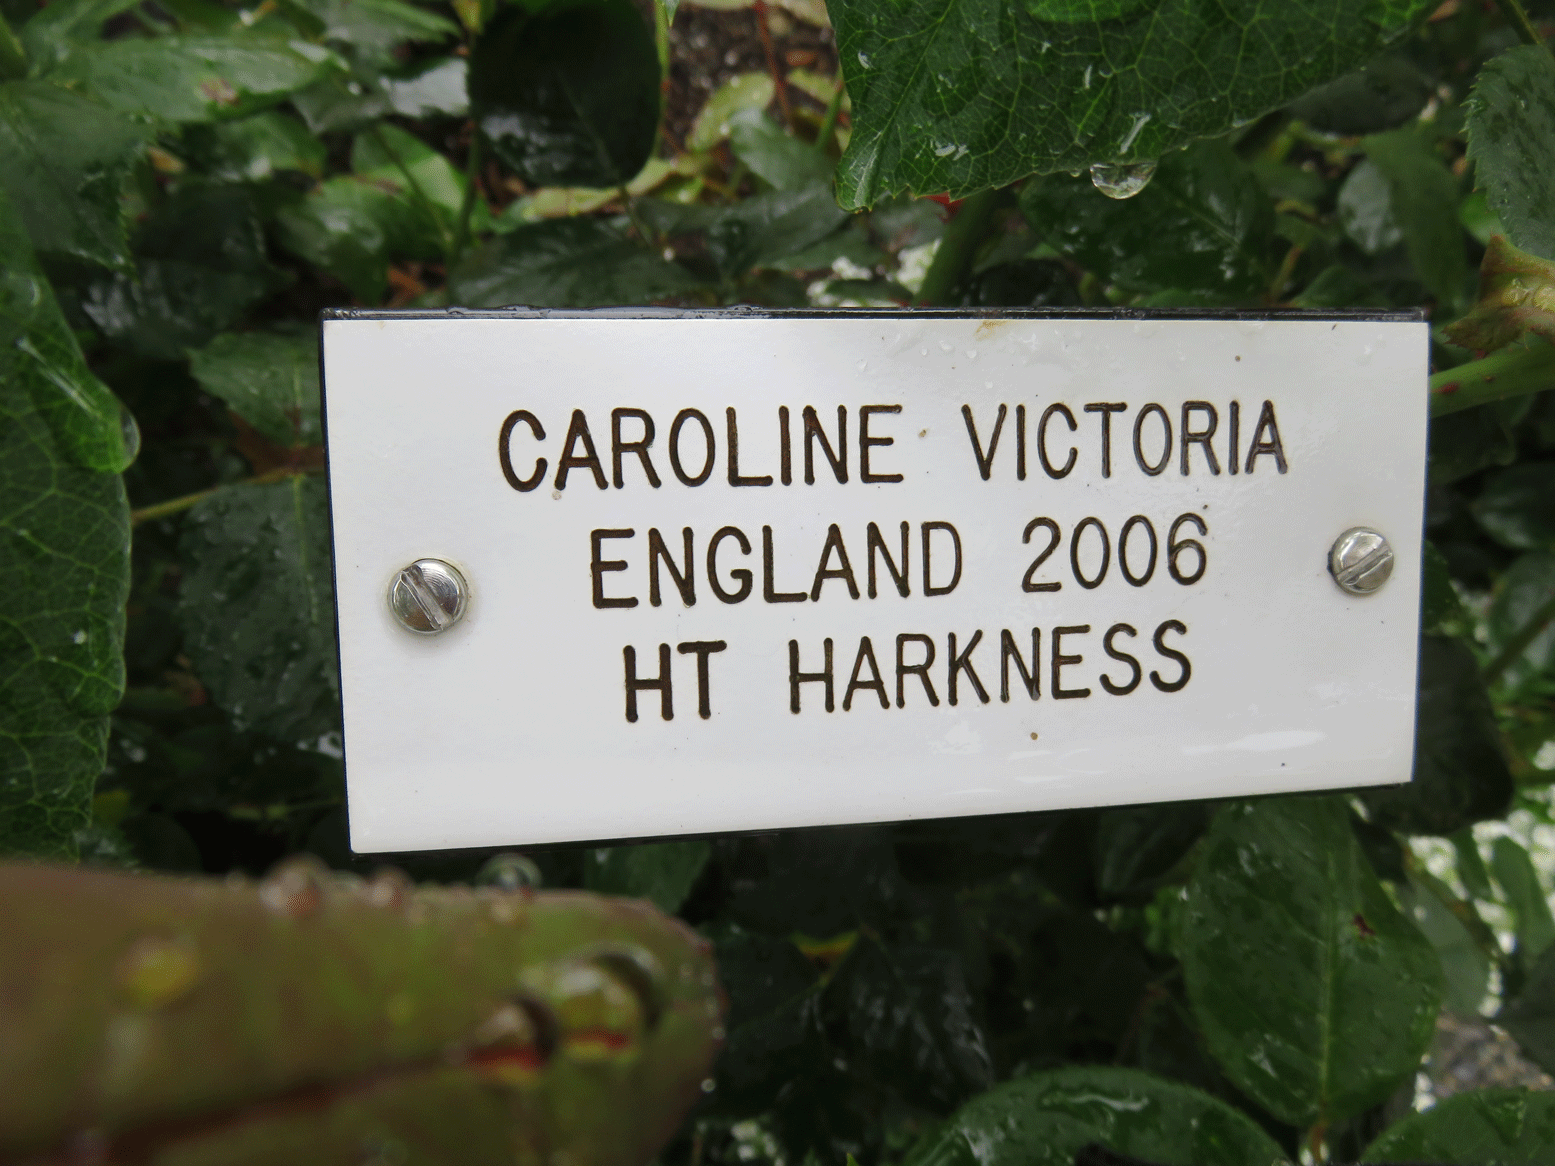 CAROLINE VICTORIA
ENGLAND 2006
HT HARKNESS